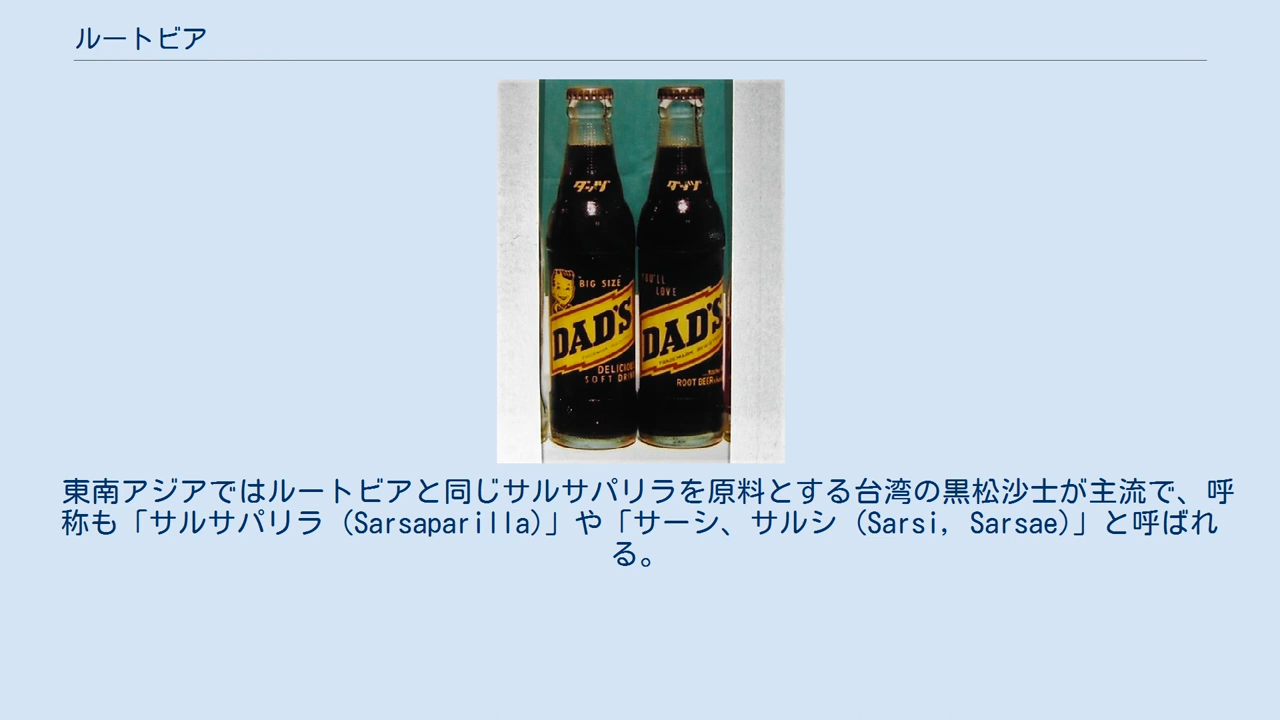 ルートビア
ダッヅ
ダッヅ
"BIG SIZE"
YOU'LL
LOVE
DAD'S
DAD'S
TRADE MARK
DELICIOUS
SOFT DRINK
ROOT BEER
東南アジアではルートビアと同じサルサパリラを原料とする台湾の黒松沙士が主流で、呼
称も「サルサパリラ (Sarsaparilla)」や「サーシ、サルシ (Sarsi, Sarsae)」と呼ばれ
る。